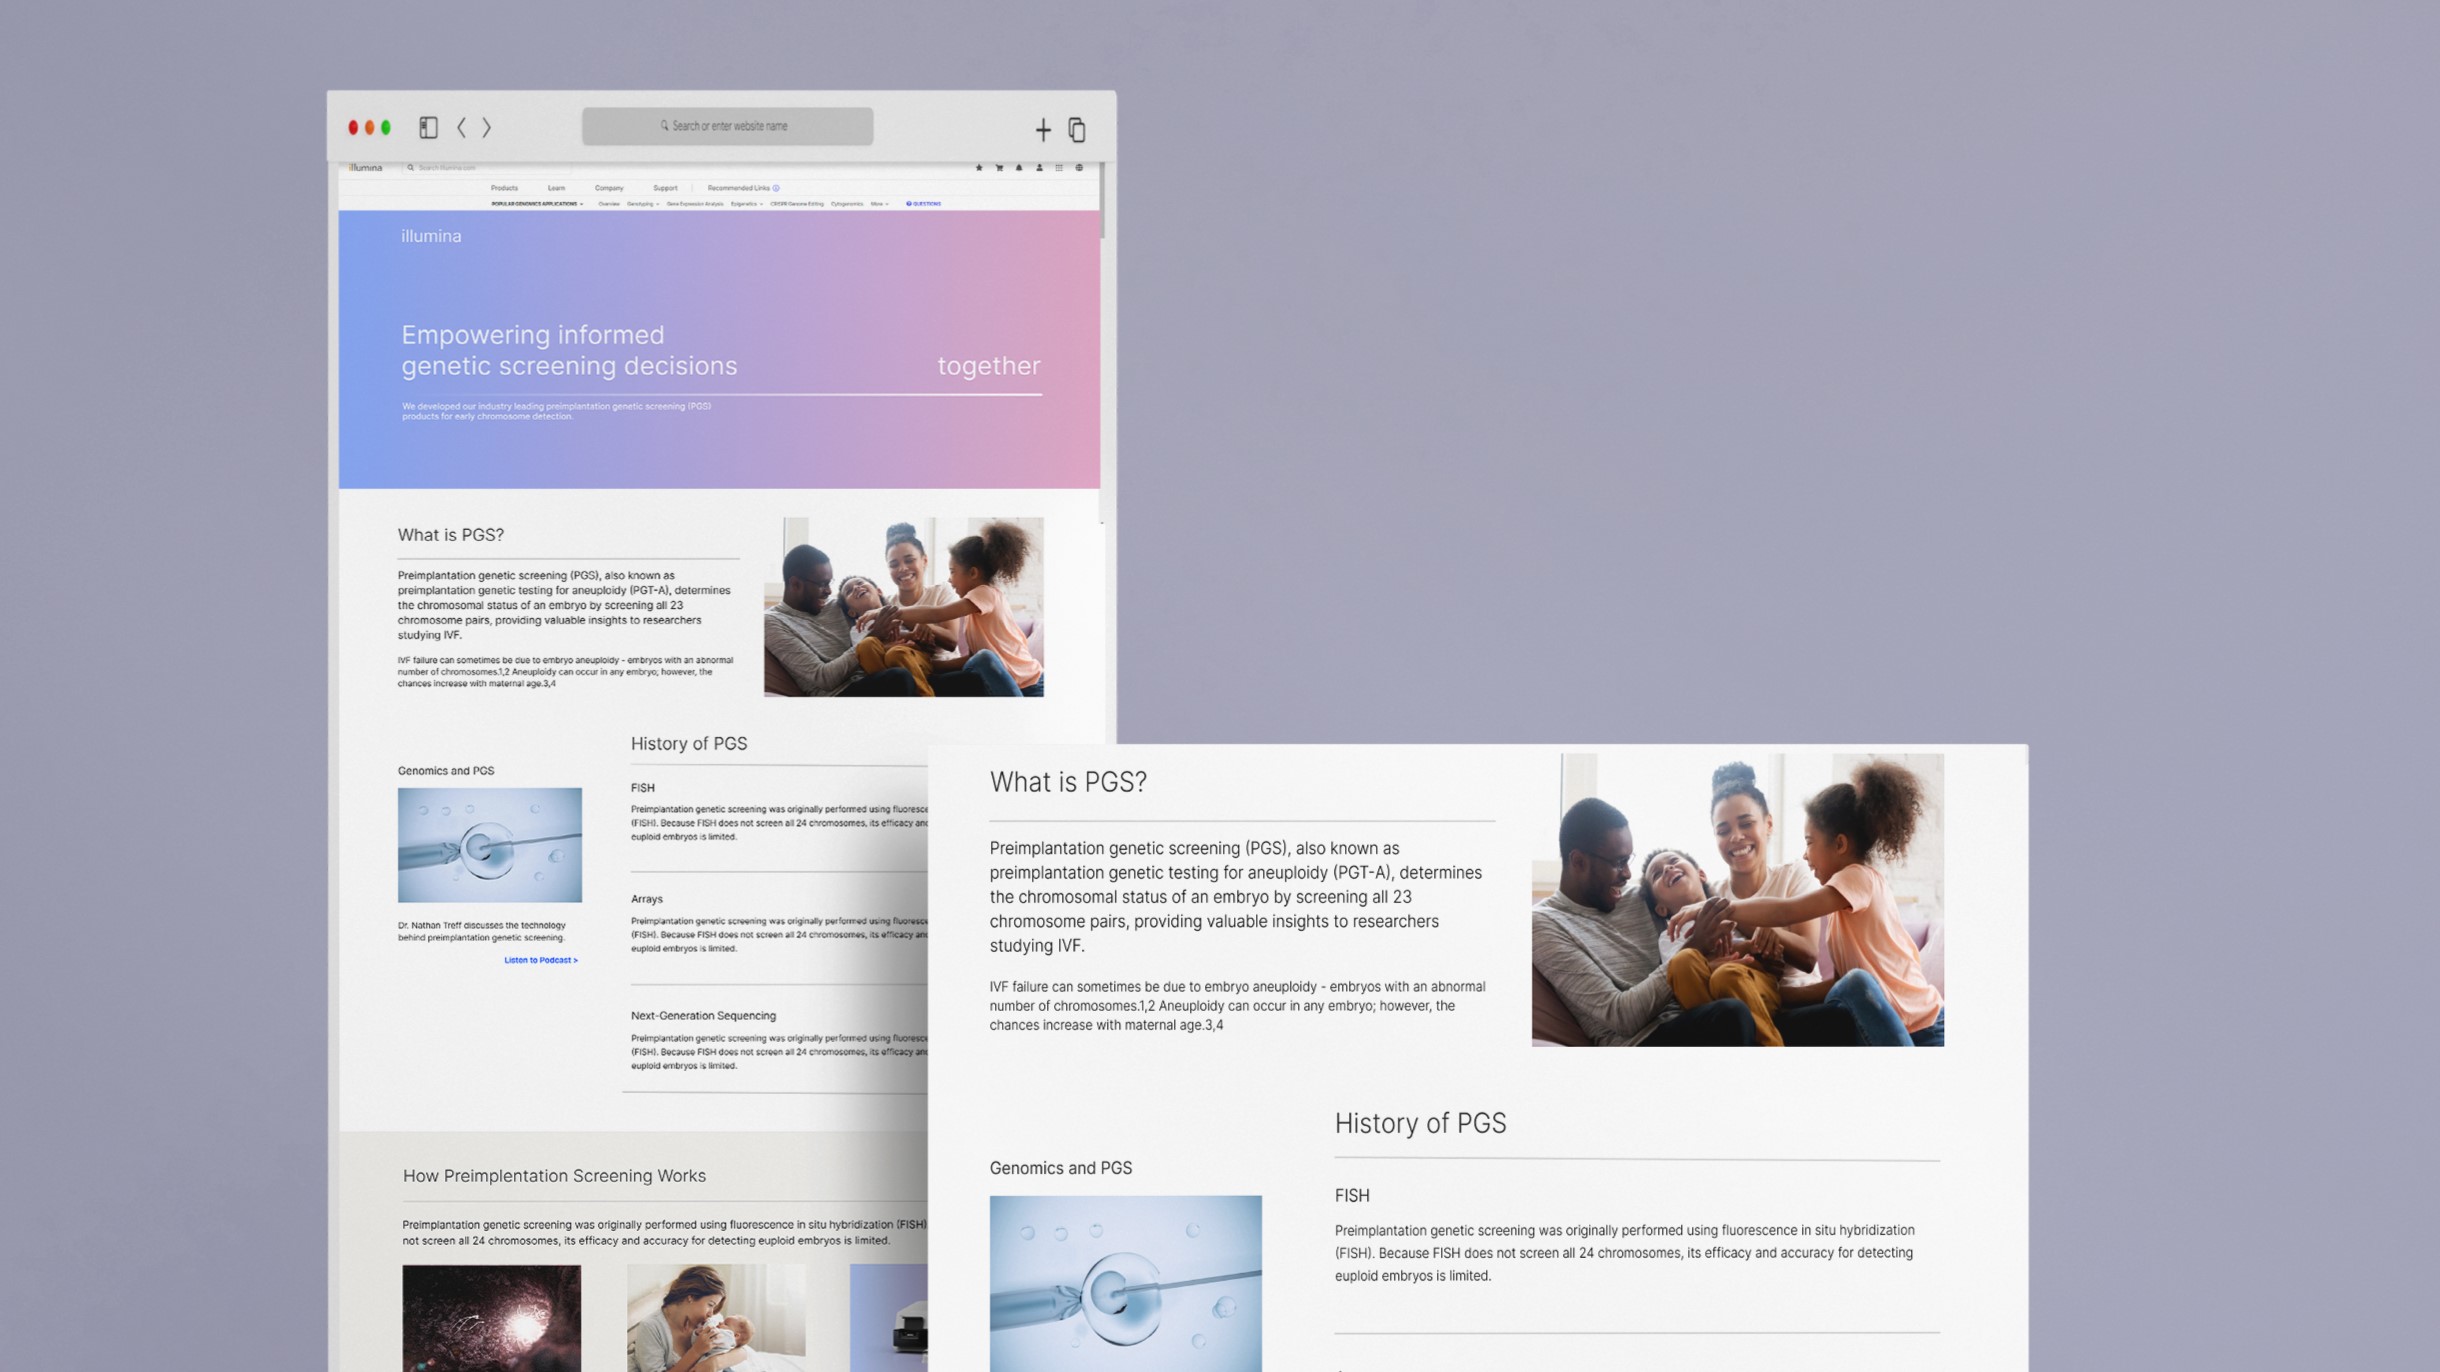 Search or enter website name
illumina
Search Illumina.com
Products Learn Company Support Recommended Links
POPULAR GENOMICS APPLICATIONS Overview Genotyping Gene Expression Analysis Epigenetics CRISPR Genome Editing Cytogenomics More QUESTIONS
illumina
Empowering informed
genetic screening decisions together
We developed our industry leading preimplantation genetic screening (PGS)
products for early chromosome detection.
What is PGS?
Preimplantation genetic screening (PGS), also known as
preimplantation genetic testing for aneuploidy (PGT-A), determines
the chromosomal status of an embryo by screening all 23
chromosome pairs, providing valuable insights to researchers
studying IVF.
IVF failure can sometimes be due to embryo aneuploidy - embryos with an abnormal
number of chromosomes.1,2 Aneuploidy can occur in any embryo; however, the
chances increase with maternal age.3,4
Genomics and PGS
Dr. Nathan Treff discusses the technology
behind preimplantation genetic screening.
Listen to Podcast >
History of PGS
FISH
Preimplantation genetic screening was originally performed using fluoresce
(FISH). Because FISH does not screen all 24 chromosomes, its efficacy and
euploid embryos is limited.
Arrays
Preimplantation genetic screening was originally performed using fluoresc
(FISH). Because FISH does not screen all 24 chromosomes, its efficacy and
euploid embryos is limited.
Next-Generation Sequencing
Preimplantation genetic screening was originally performed using fluoresc
(FISH). Because FISH does not screen all 24 chromosomes, its efficacy and
euploid embryos is limited.
How Preimplentation Screening Works
Preimplantation genetic screening was originally performed using fluorescence in situ hybridization (FISH)
not screen all 24 chromosomes, its efficacy and accuracy for detecting euploid embryos is limited.
What is PGS?
Preimplantation genetic screening (PGS), also known as
preimplantation genetic testing for aneuploidy (PGT-A), determines
the chromosomal status of an embryo by screening all 23
chromosome pairs, providing valuable insights to researchers
studying IVF.
IVF failure can sometimes be due to embryo aneuploidy - embryos with an abnormal
number of chromosomes.1,2 Aneuploidy can occur in any embryo; however, the
chances increase with maternal age.3,4
Genomics and PGS
History of PGS
FISH
Preimplantation genetic screening was originally performed using fluorescence in situ hybridization
(FISH). Because FISH does not screen all 24 chromosomes, its efficacy and accuracy for detecting
euploid embryos is limited.